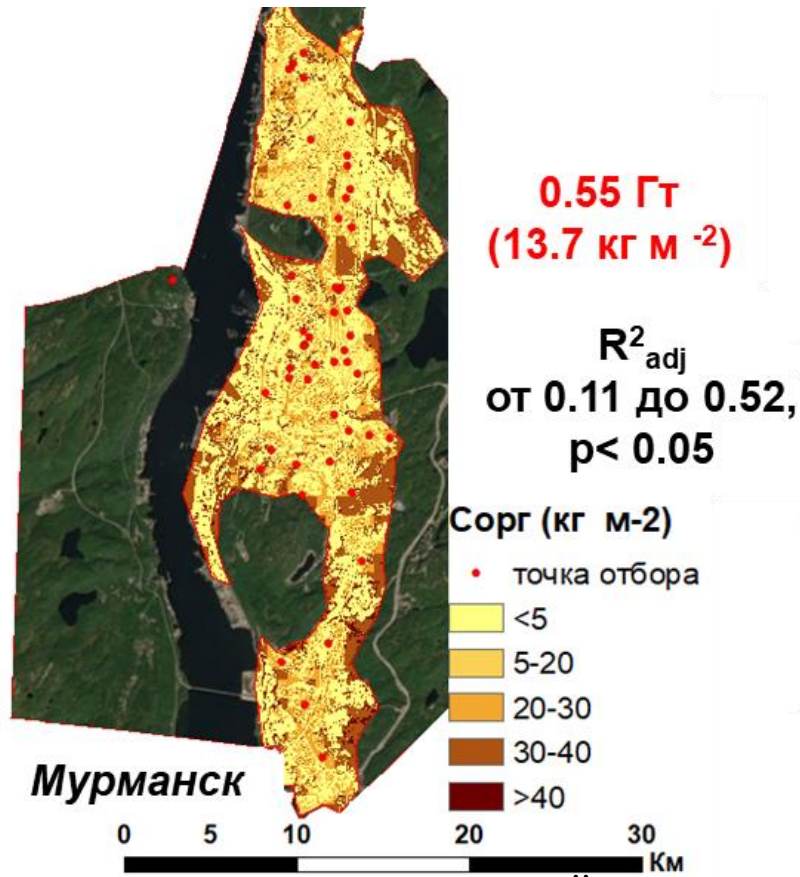 0.55 Гт
(13.7 кг м -2)
R2adj
от 0.11 до 0.52,
p< 0.05
Сорг (кг м-2)
точка отбора
<5
5-20
20-30
30-40
>40
Мурманск
0 5 10 20 30
Км